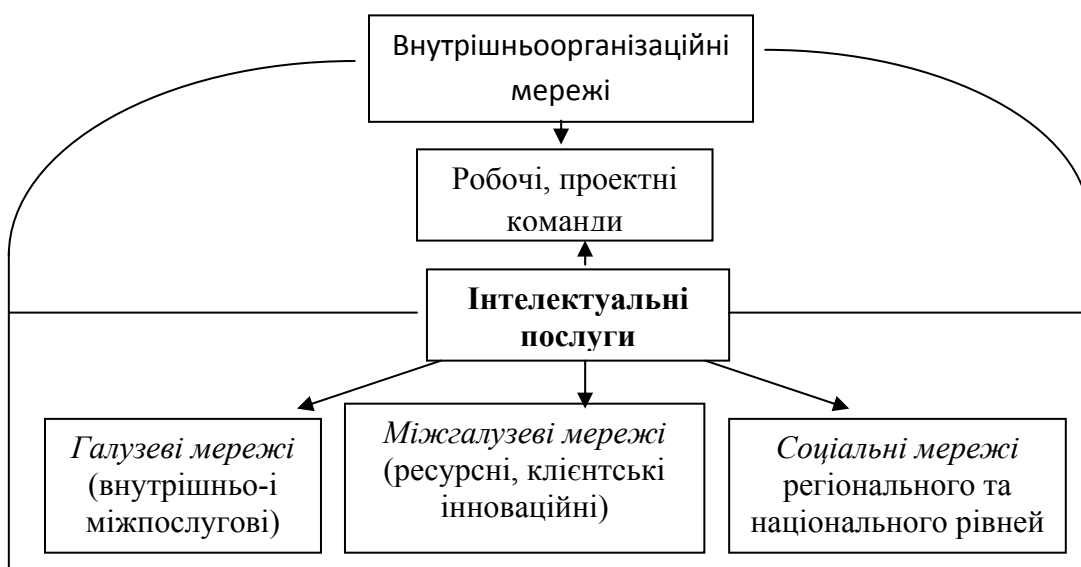 Внутрішньоорганізаційні
мережі
Робочі, проектні
команди
Інтелектуальні
послуги
Галузеві мережі
(внутрішньо-і
міжпослугові)
Міжгалузеві мережі
(ресурсні, клієнтські
інноваційні)
Соціальні мережі
регіонального та
національного рівней